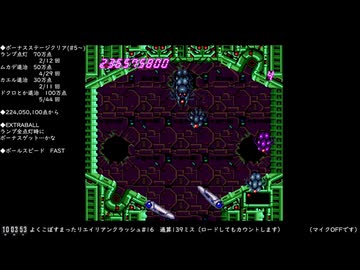 ◆ボーナスステージクリア(#5～)
ランプ点灯 70万点
2/12回
ムカデ退治 50万点
4/29回
カエル退治 30万点
2/11回
ドクロとか退治 100万点
5/44回
◆224,050,100点から
◆EXTRABALL
ランプ全点灯時に
ボーナスゲット…かな
◆ボールスピード FAST
236,575,800
4
10 03 53 よくこぼすまったりエイリアンクラッシュ#16 通算139ミス (ロードしてもカウントします) (マイクOFFです)